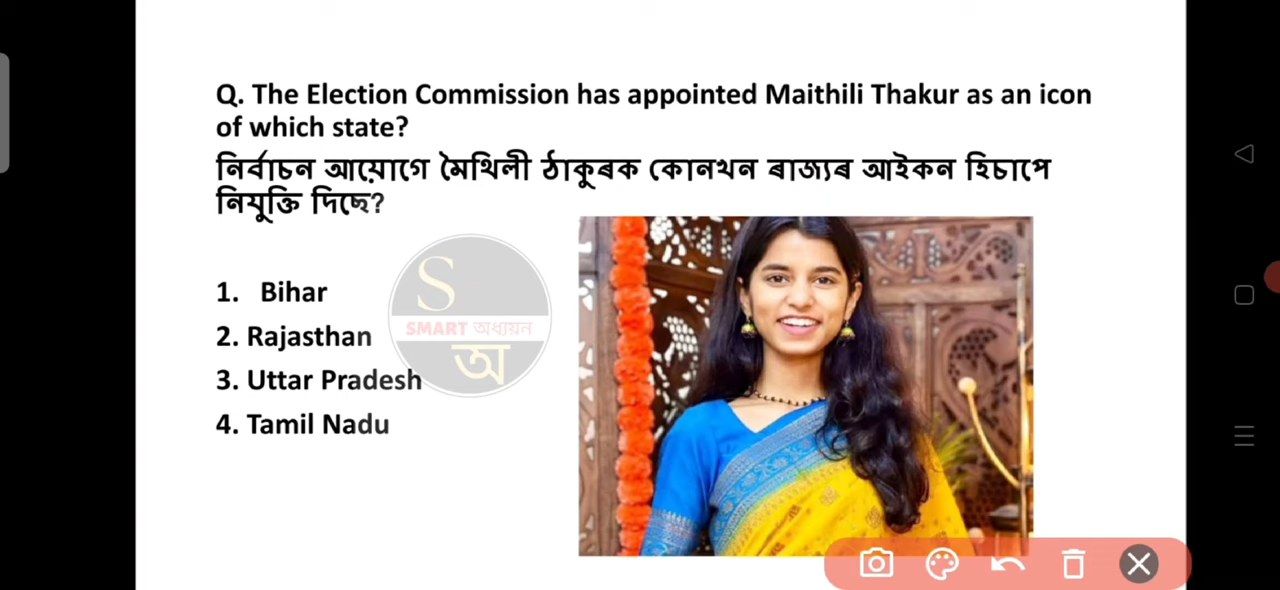 Q. The Election Commission has appointed Maithili Thakur as an icon
of which state?
নিৰ্বাচন আয়োগে মৈথিলী ঠাকুৰক কোনখন ৰাজ্যৰ আইকন হিচাপে
নিযুক্তি দিছে?
1. Bihar
2. Rajasthan
3. Uttar Pradesh
4. Tamil Nadu
S
SMART অধ্যয়ন
অ